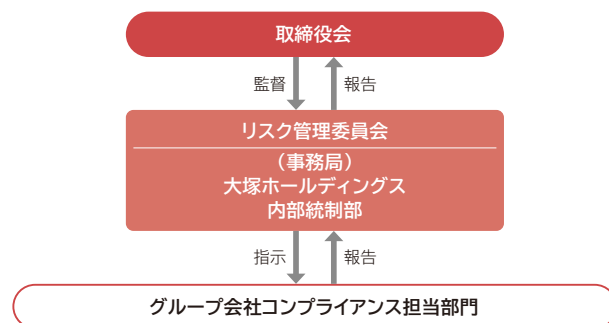 取締役会
監督
報告
リスク管理委員会
（事務局）
大塚ホールディングス
内部統制部
指示
報告
グループ会社コンプライアンス担当部門